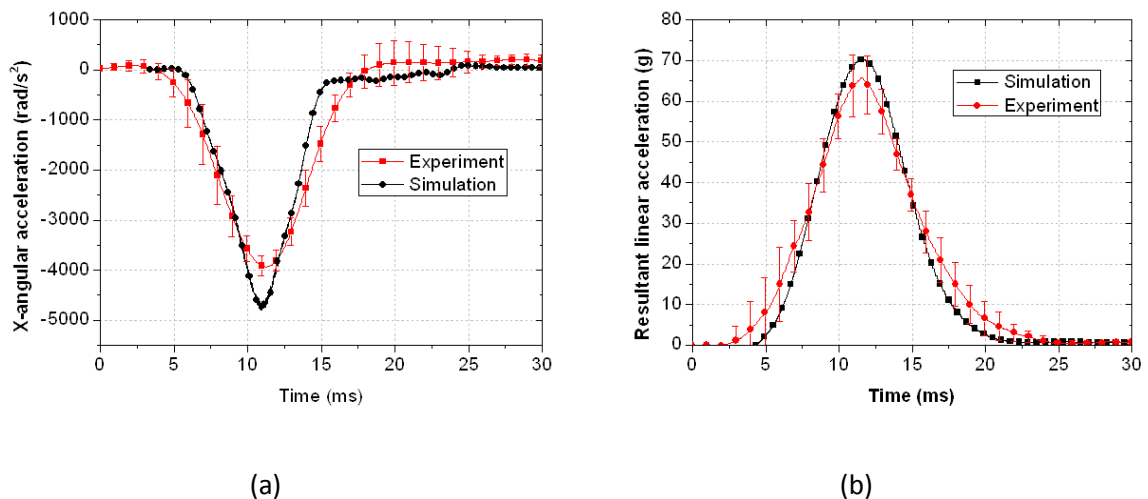 X-angular acceleration (rad/s²)
1000
0
-1000
-2000
-3000
-4000
-5000
Experiment
Simulation
0 5 10 15 20 25 30
Time (ms)
(a)
Resultant linear acceleration (g)
80
70
60
50
40
30
20
10
0
Simulation
Experiment
0 5 10 15 20 25 30
Time (ms)
(b)